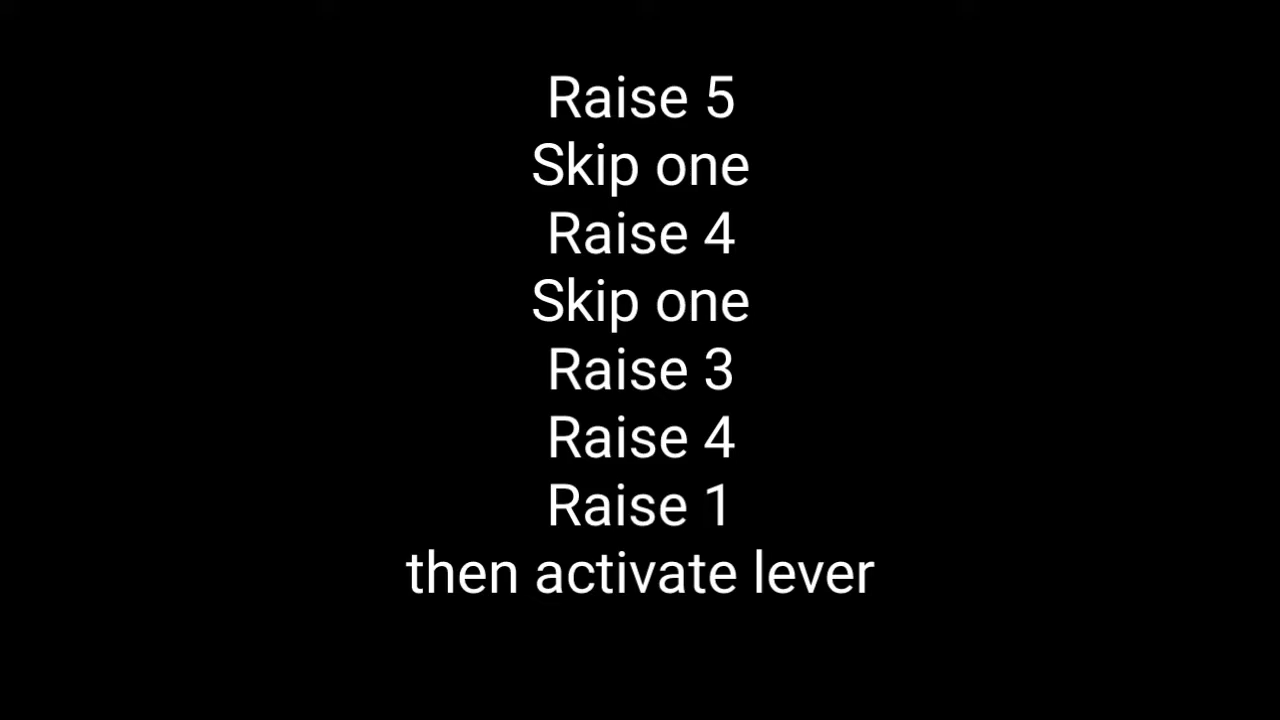 Raise 5
Skip one
Raise 4
Skip one
Raise 3
Raise 4
Raise 1
then activate lever